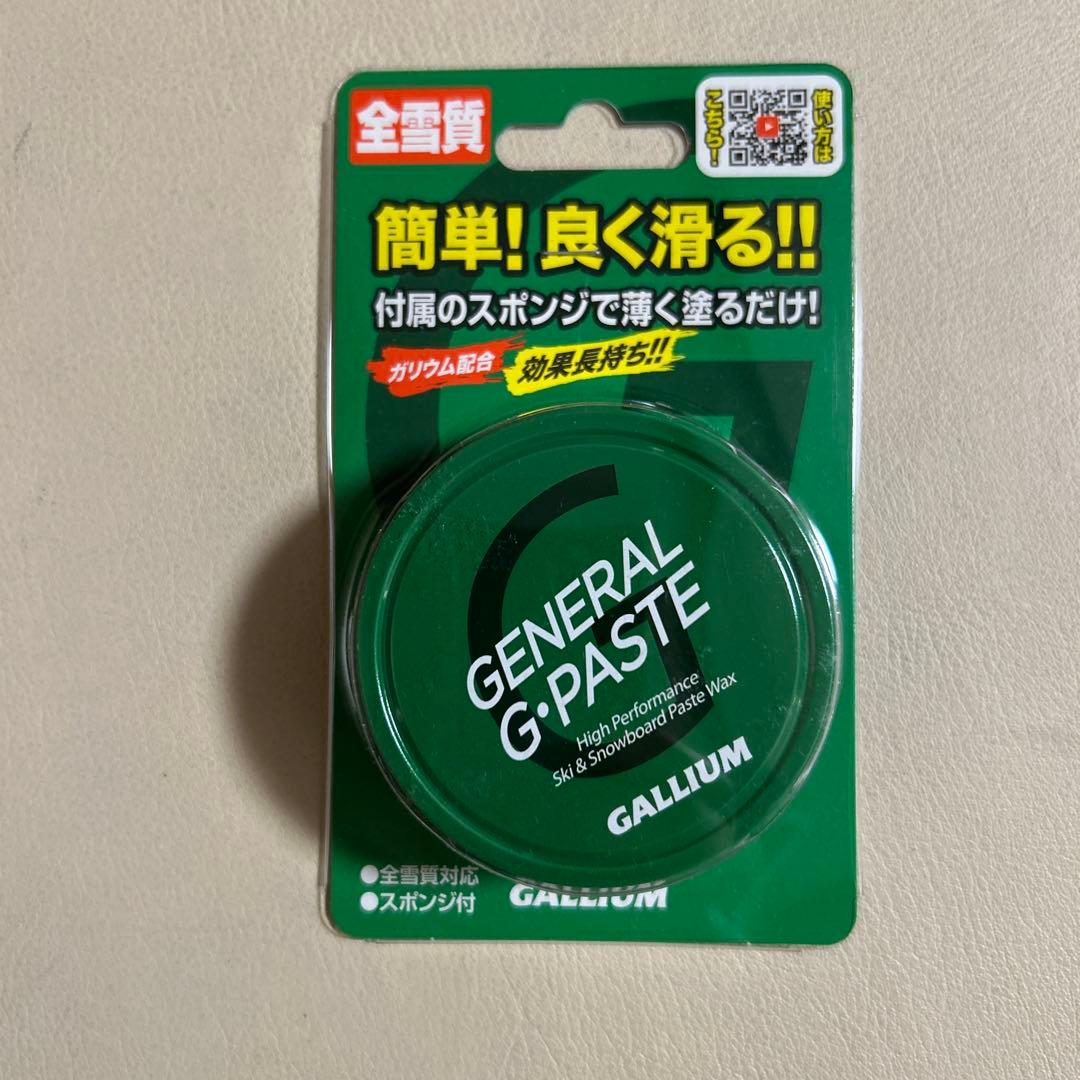 全雪質
使い方は
こちら!
簡単!良く滑る!!
付属のスポンジで薄く塗るだけ!
ガリウム配合
効果長持ち!!
GENERAL
G・PASTE
High Performance
Ski & Snowboard Paste Wax
GALLIUM
●全雪質対応
●スポンジ付
GALLIUM